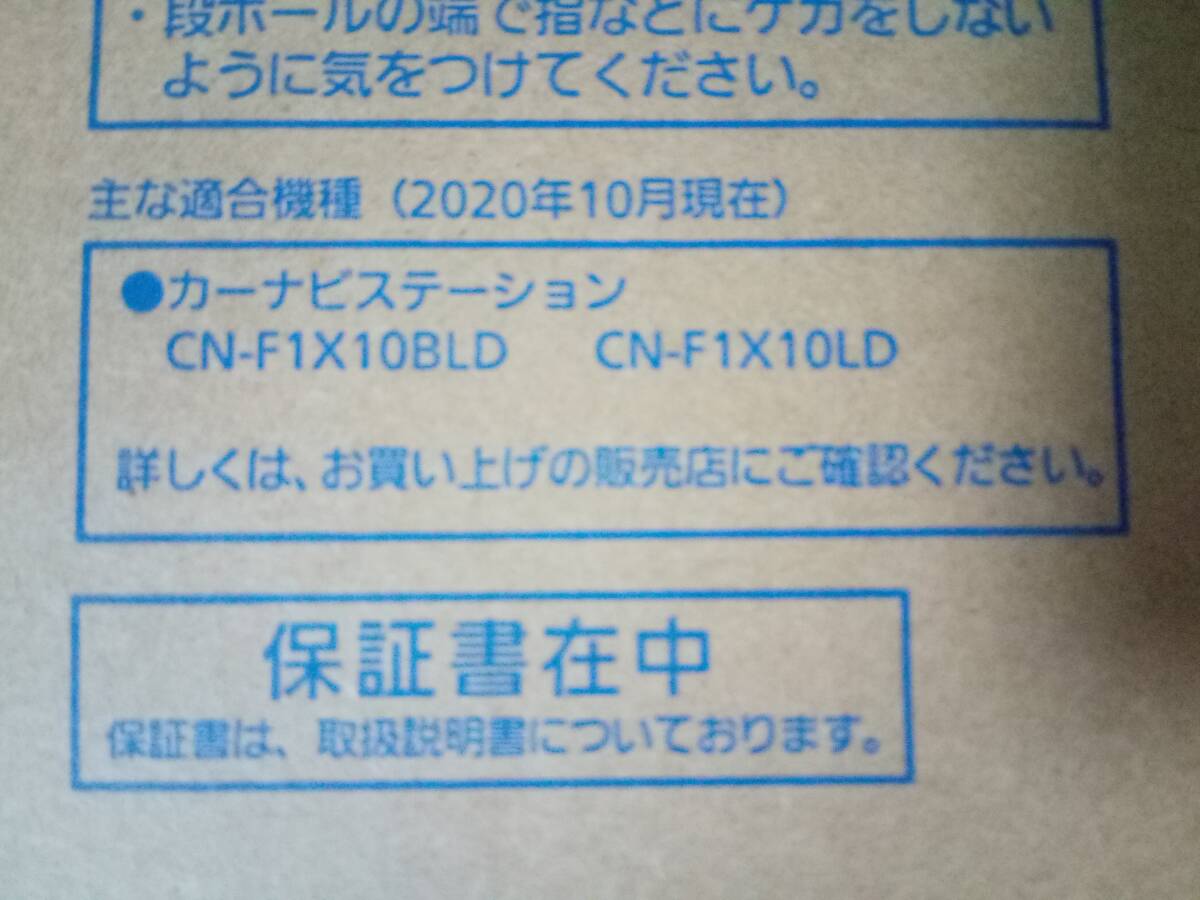 ・段ボールの端で指などにケガをしない
ように気をつけてください。
主な適合機種（2020年10月現在）
●カーナビステーション
CN-F1X10BLD　　CN-F1X10LD
詳しくは、お買い上げの販売店にご確認ください。
保証書在中
保証書は、取扱説明書についております。